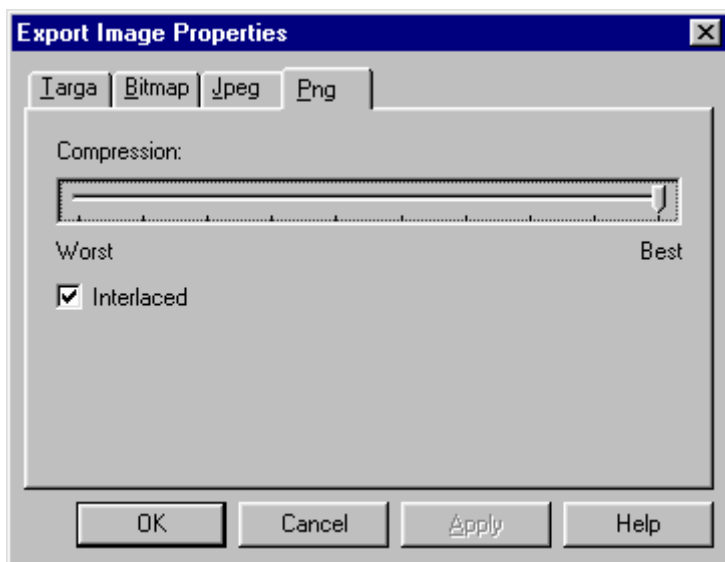 Export Image Properties
Targa Bitmap Jpeg Png
Compression:
Worst Best
Interlaced
OK Cancel Apply Help